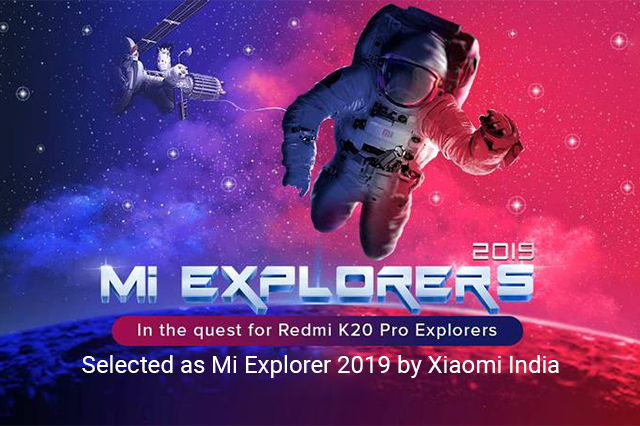 2019
Mi EXPLORERS
In the quest for Redmi K20 Pro Explorers
Selected as Mi Explorer 2019 by Xiaomi India